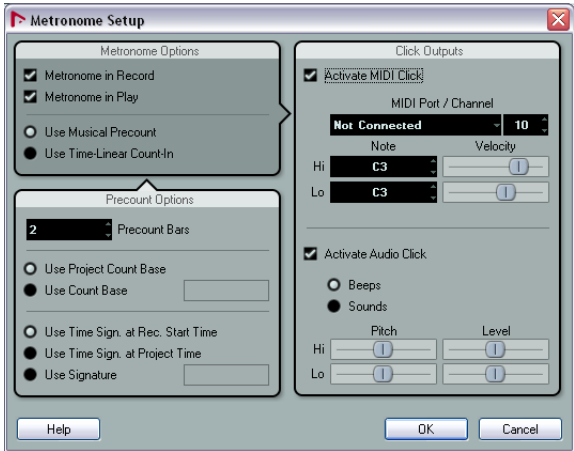 Metronome Setup
Metronome Options
Metronome in Record
Metronome in Play
Use Musical Precount
Use Time-Linear Count-In
Precount Options
2 Precount Bars
Use Project Count Base
Use Count Base
Use Time Sign. at Rec. Start Time
Use Time Sign. at Project Time
Use Signature
Click Outputs
Activate MIDI Click
MIDI Port / Channel
Not Connected 10
Note Velocity
Hi C3
Lo C3
Activate Audio Click
Beeps
Sounds
Pitch Level
Hi
Lo
Help OK Cancel